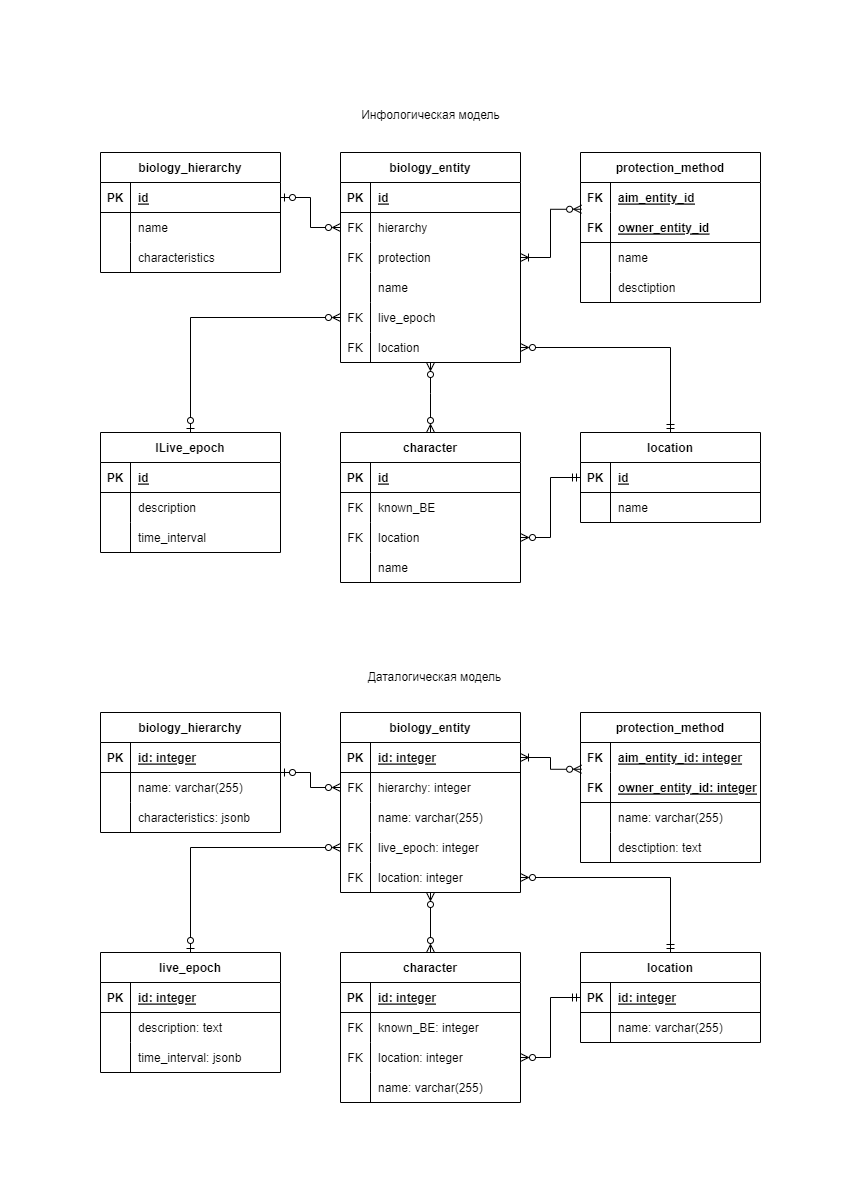 Инфологическая модель
biology_hierarchy
PK id
name
characteristics
biology_entity
PK id
FK hierarchy
FK protection
name
FK live_epoch
FK location
protection_method
FK aim_entity_id
FK owner_entity_id
name
desctiption
lLive_epoch
PK id
description
time_interval
character
PK id
FK known_BE
FK location
name
location
PK id
name
Даталогическая модель
biology_hierarchy
PK id: integer
name: varchar(255)
characteristics: jsonb
biology_entity
PK id: integer
FK hierarchy: integer
name: varchar(255)
FK live_epoch: integer
FK location: integer
protection_method
FK aim_entity_id: integer
FK owner_entity_id: integer
name: varchar(255)
desctiption: text
live_epoch
PK id: integer
description: text
time_interval: jsonb
character
PK id: integer
FK known_BE: integer
FK location: integer
name: varchar(255)
location
PK id: integer
name: varchar(255)